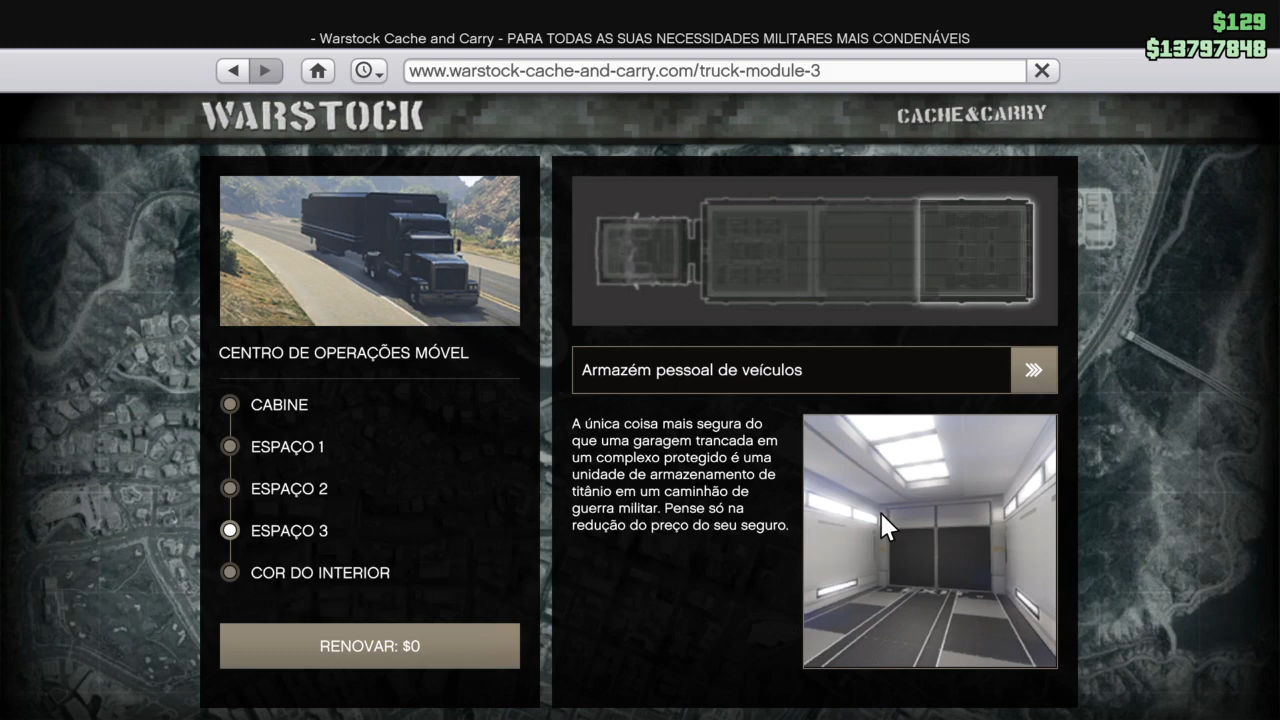 $129
- Warstock Cache and Carry - PARA TODAS AS SUAS NECESSIDADES MILITARES MAIS CONDENÁVEIS
$13797848
www.warstock-cache-and-carry.com/truck-module-3
WARSTOCK
CACHE&CARRY
CENTRO DE OPERAÇÕES MÓVEL
CABINE
ESPAÇO 1
ESPAÇO 2
ESPAÇO 3
COR DO INTERIOR
RENOVAR: $0
Armazém pessoal de veículos
A única coisa mais segura do
que uma garagem trancada em
um complexo protegido é uma
unidade de armazenamento de
titânio em um caminhão de
guerra militar. Pense só na
redução do preço do seu seguro.